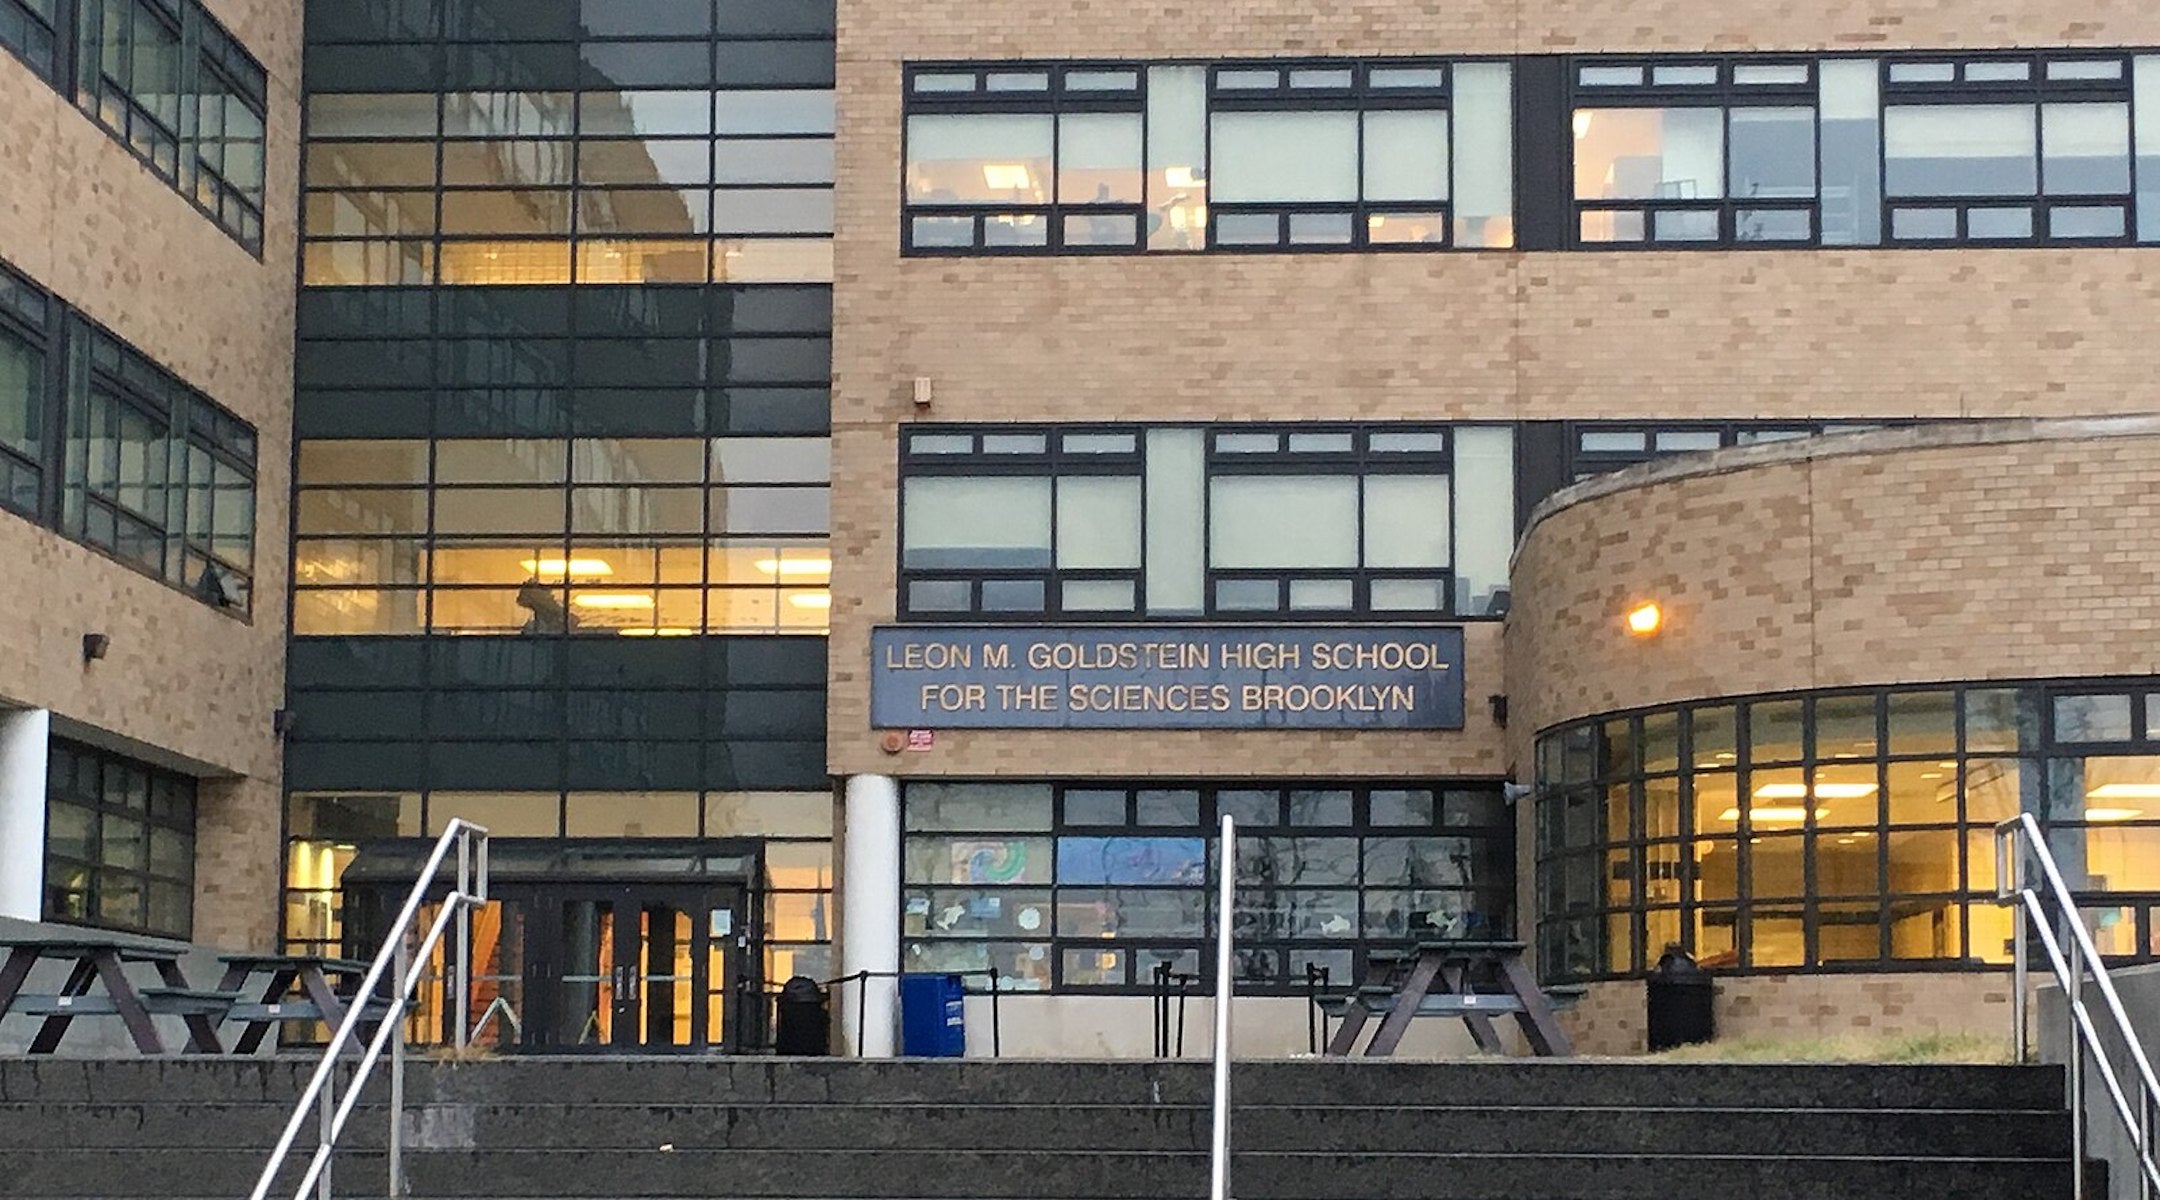 LEON M. GOLDSTEIN HIGH SCHOOL
FOR THE SCIENCES BROOKLYN